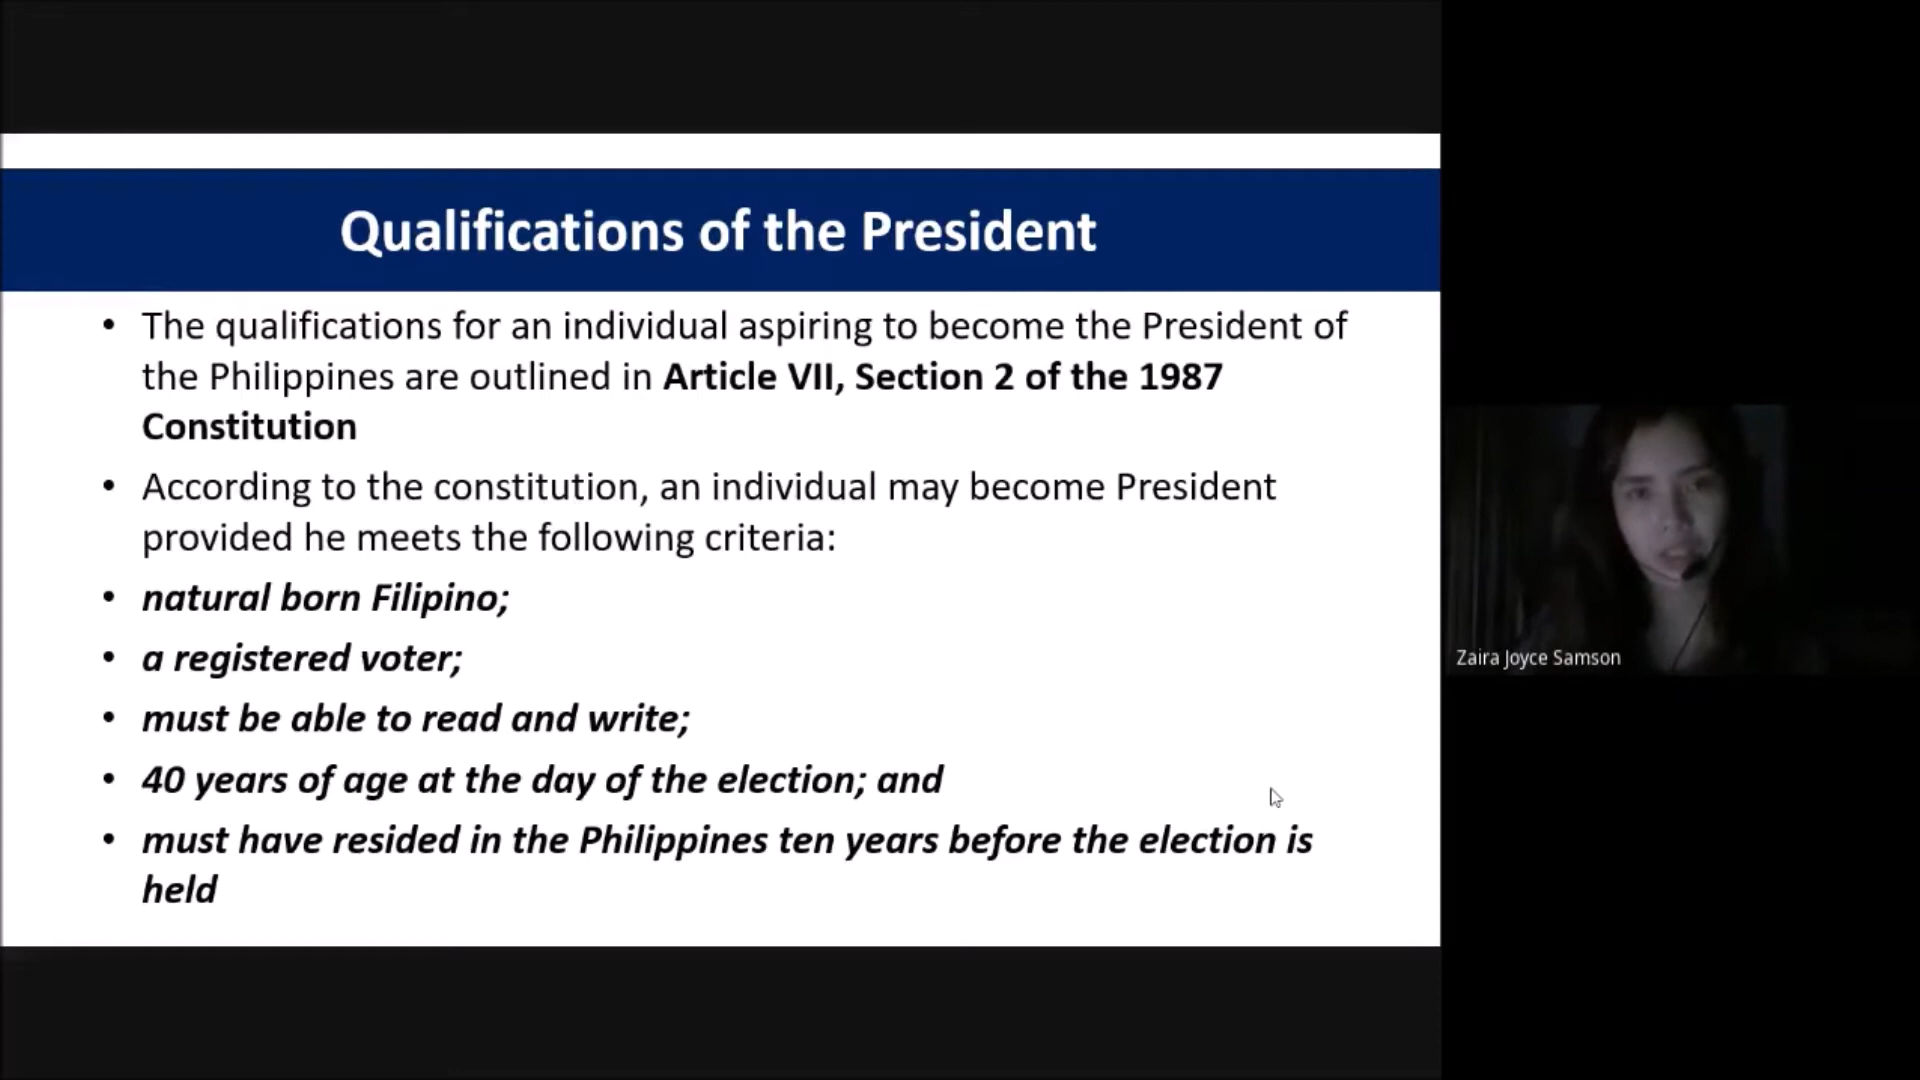 Qualifications of the President
• The qualifications for an individual aspiring to become the President of
the Philippines are outlined in Article VII, Section 2 of the 1987
Constitution
• According to the constitution, an individual may become President
provided he meets the following criteria:
• natural born Filipino;
• a registered voter;
• must be able to read and write;
• 40 years of age at the day of the election; and
• must have resided in the Philippines ten years before the election is
held
Zaira Joyce Samson